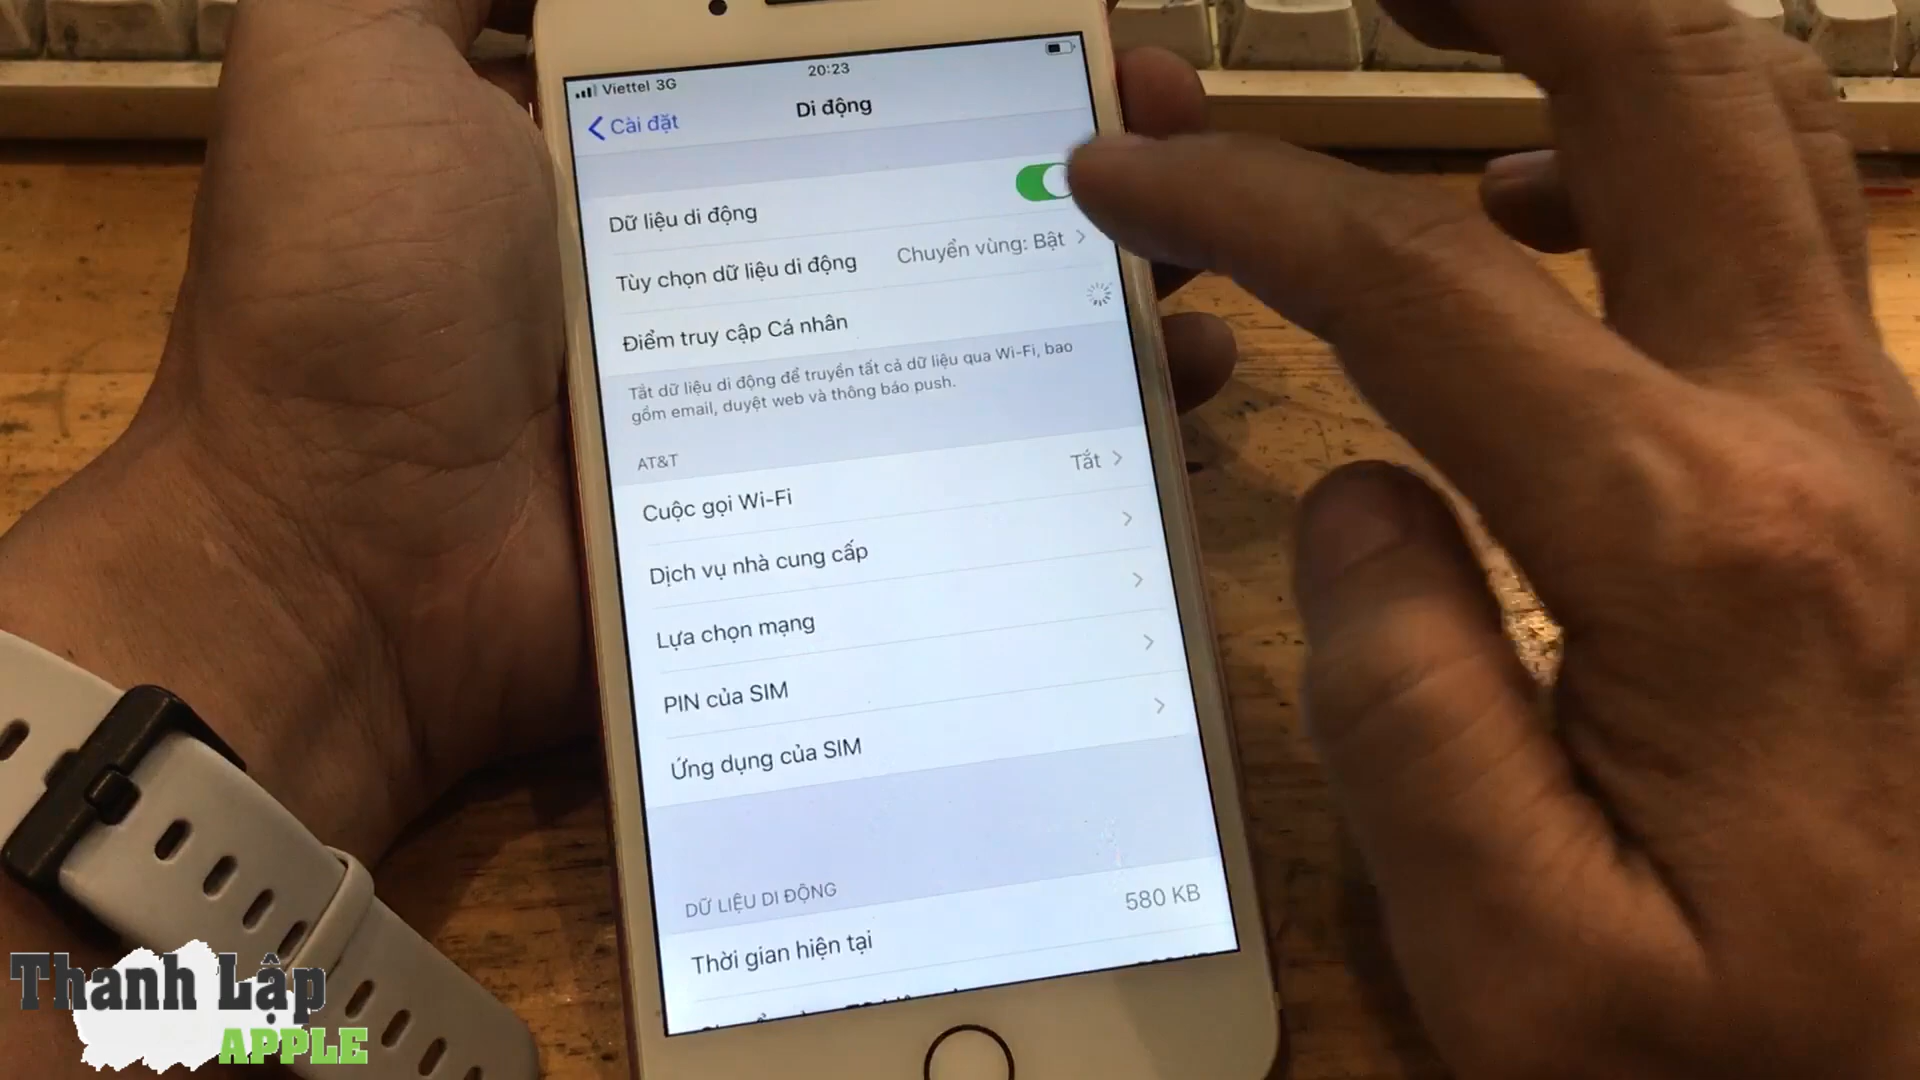 Viettel 3G
20:23
Cài đặt
Di động
Dữ liệu di động
Tùy chọn dữ liệu di động
Chuyển vùng: Bật
Điểm truy cập Cá nhân
Tắt dữ liệu di động để truyền tất cả dữ liệu qua Wi-Fi, bao
gồm email, duyệt web và thông báo push.
AT&T
Cuộc gọi Wi-Fi
Tắt
Dịch vụ nhà cung cấp
Lựa chọn mạng
PIN của SIM
Ứng dụng của SIM
DỮ LIỆU DI ĐỘNG
Thời gian hiện tại
580 KB
Thanh Lập
APPLE